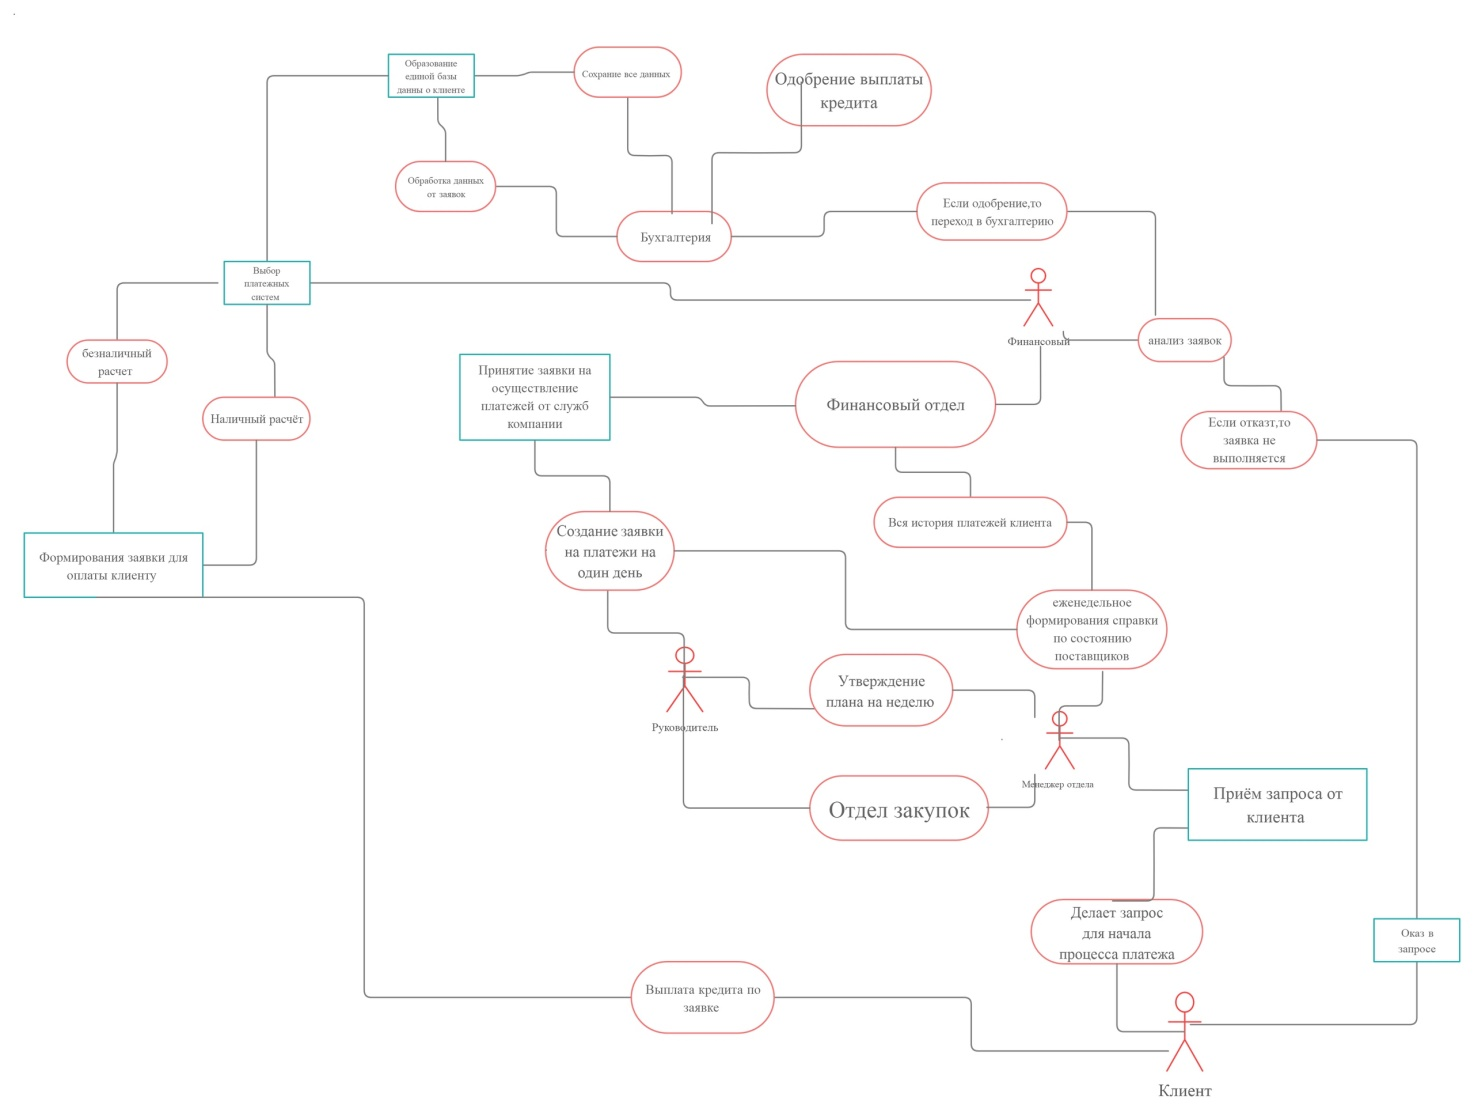 Образование
единой базы
данны о клиенте
Сохрание все данных
Одобрение выплаты
кредита
Обработка данных
от заявок
Бухгалтерия
Если одобрение,то
переход в бухгалтерию
Выбор
платежных
систем
Финансовый
анализ заявок
безналичный
расчет
Наличный расчёт
Принятие заявки на
осуществление
платежей от служб
компании
Финансовый отдел
Если отказт,то
заявка не
выполняется
Вся история платежей клиента
Создание заявки
на платежи на
один день
Формирования заявки для
оплаты клиенту
еженедельное
формирования справки
по состоянию
поставщиков
Утверждение
плана на неделю
Руководитель
Менеджер отдела
Отдел закупок
Приём запроса от
клиента
Делает запрос
для начала
процесса платежа
Оказ в
запросе
Выплата кредита по
заявке
Клиент